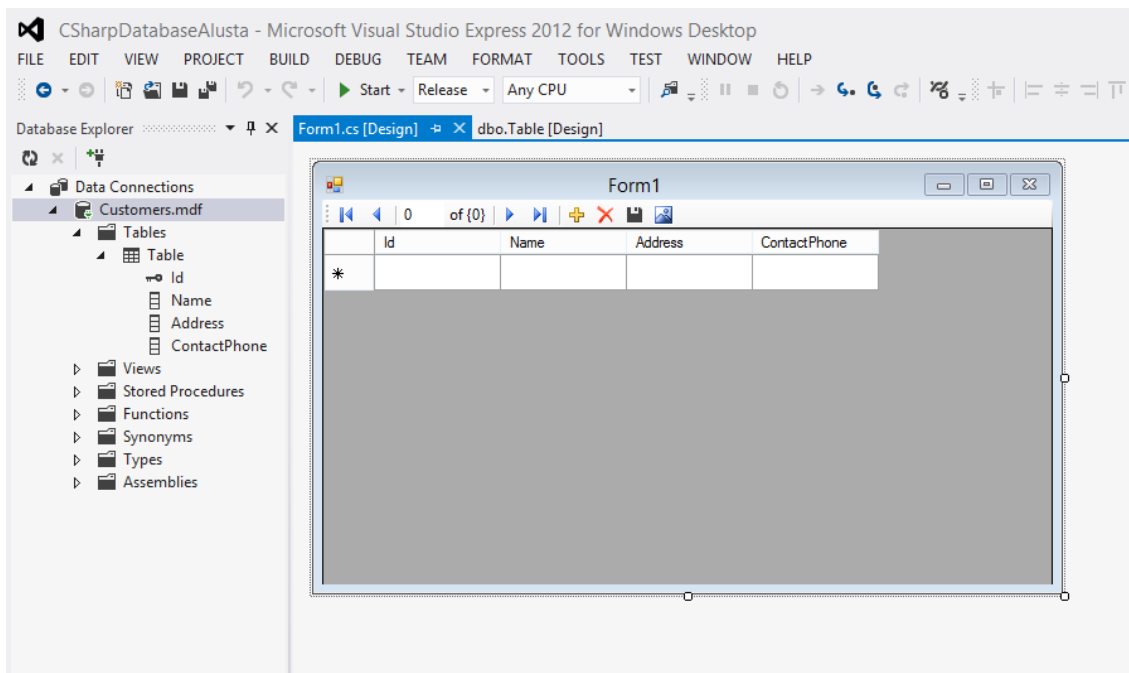 CSharpDatabaseAlusta - Microsoft Visual Studio Express 2012 for Windows Desktop
FILE EDIT VIEW PROJECT BUILD DEBUG TEAM FORMAT TOOLS TEST WINDOW HELP
Start Release Any CPU
Database Explorer
Form1.cs [Design] dbo.Table [Design]
Data Connections
Customers.mdf
Tables
Table
Id
Name
Address
ContactPhone
Views
Stored Procedures
Functions
Synonyms
Types
Assemblies
Form1
0 of {0}
Id Name Address ContactPhone